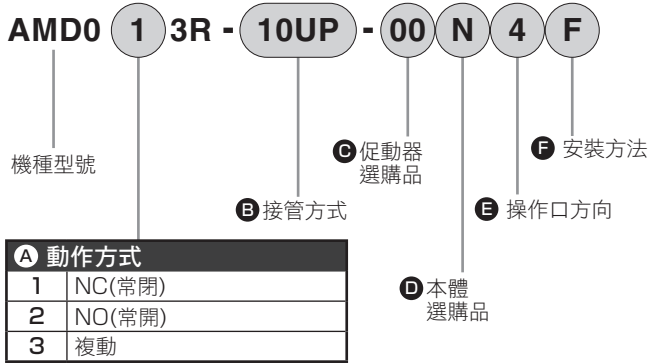 AMD0 1 3R - 10UP - 00 N 4 F
機種型號
C 促動器
選購品
F 安裝方法
B 接管方式
E 操作口方向
D 本體
選購品
A 動作方式
1 NC(常閉)
2 NO(常開)
3 複動